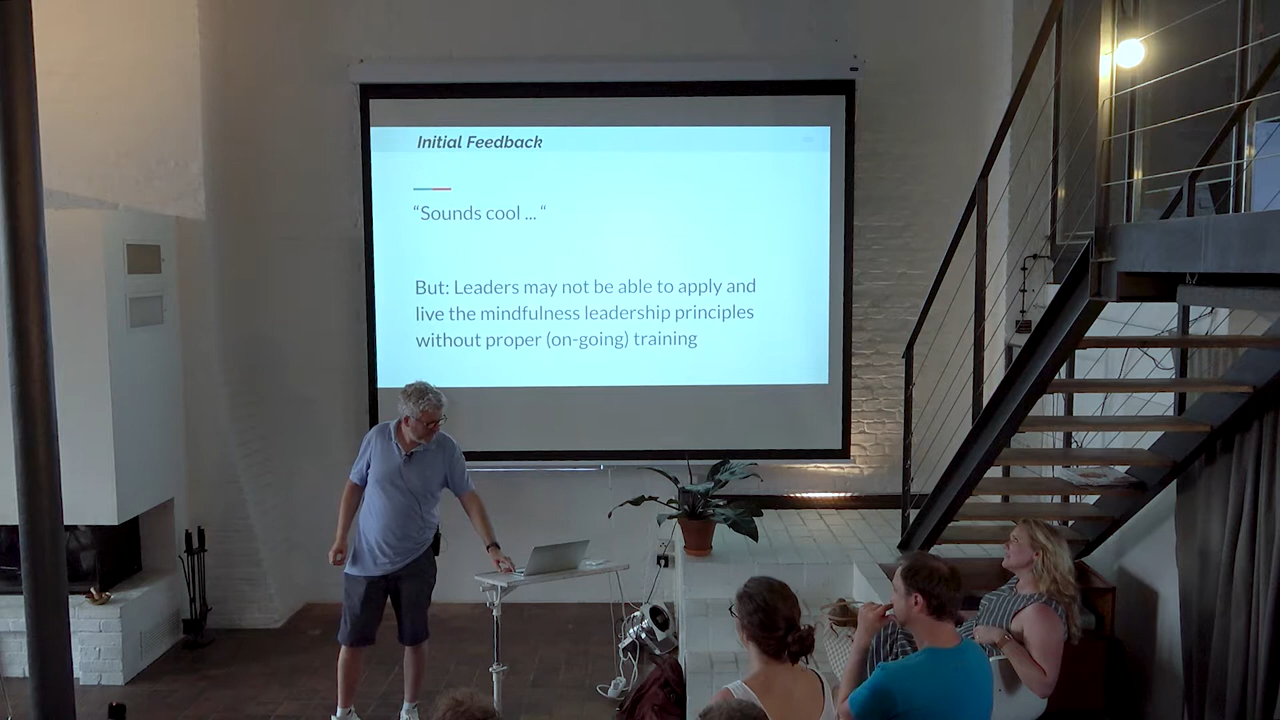 Initial Feedback
“Sounds cool ... “
But: Leaders may not be able to apply and
live the mindfulness leadership principles
without proper (on-going) training